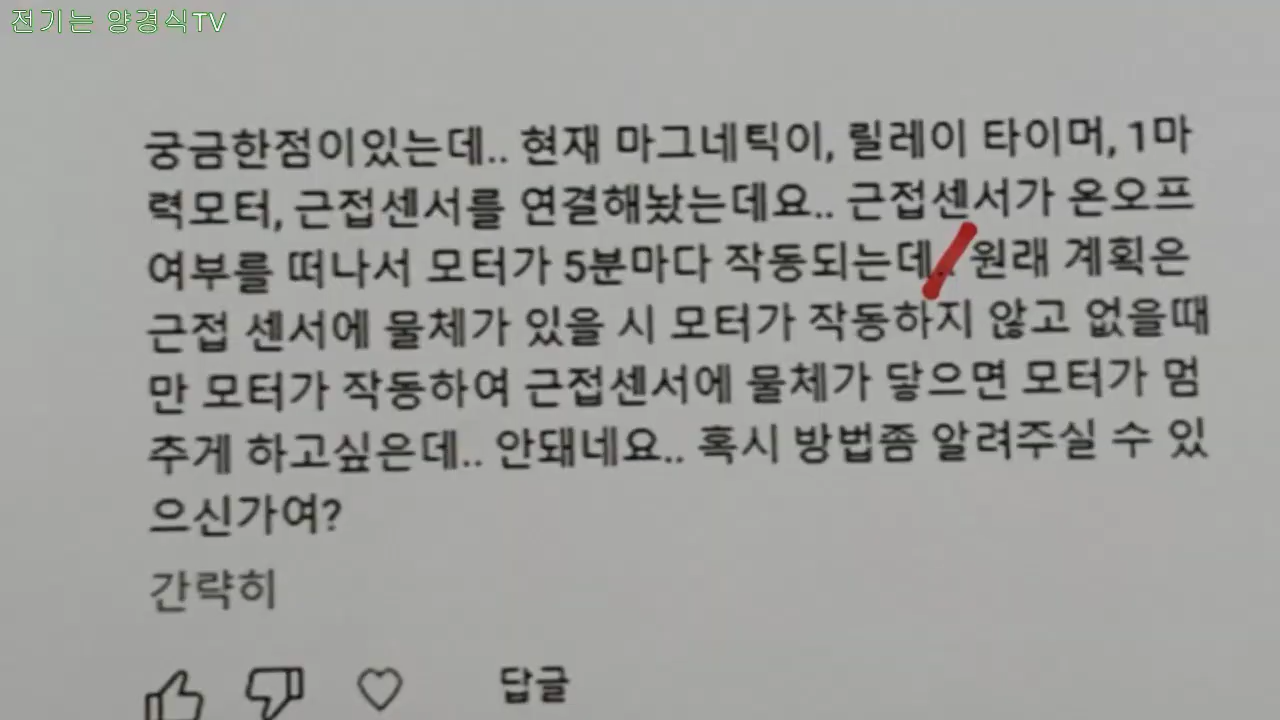 전기는 양경식TV
궁금한점이있는데.. 현재 마그네틱이, 릴레이 타이머, 1마
력모터, 근접센서를 연결해놨는데요.. 근접센서가 온오프
여부를 떠나서 모터가 5분마다 작동되는데.. 원래 계획은
근접 센서에 물체가 있을 시 모터가 작동하지 않고 없을때
만 모터가 작동하여 근접센서에 물체가 닿으면 모터가 멈
추게 하고싶은데.. 안돼네요.. 혹시 방법좀 알려주실 수 있
으신가여?
간략히
답글